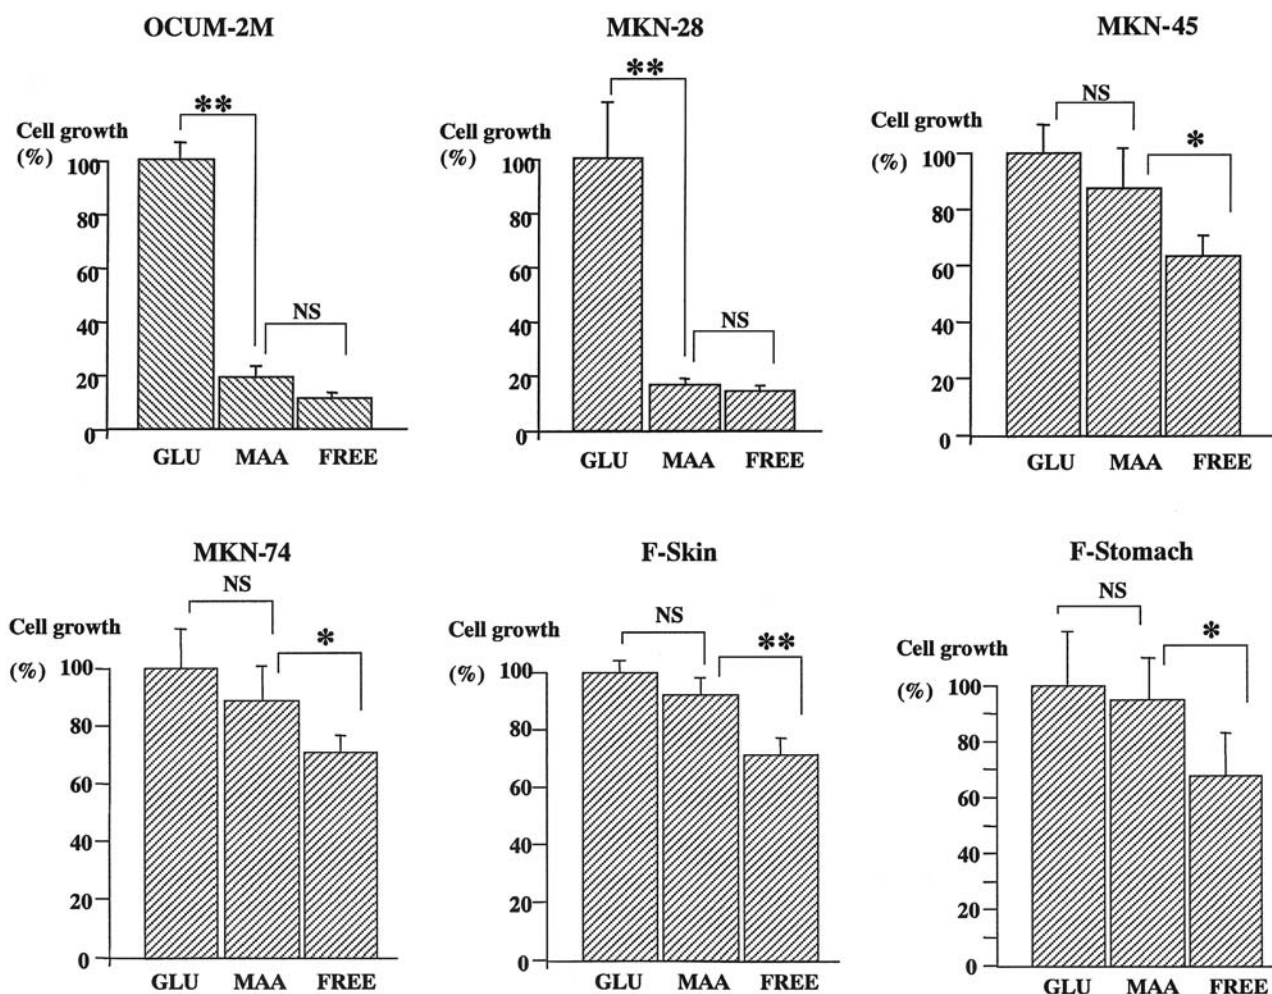 OCUM-2M
**
Cell growth
(%)
100
80
60
40
20
0
NS
GLU MAA FREE
MKN-28
**
Cell growth
(%)
100
80
60
40
20
0
NS
GLU MAA FREE
MKN-45
NS
Cell growth
(%)
*
100
80
60
40
20
0
GLU MAA FREE
MKN-74
NS
Cell growth
(%)
*
100
80
60
40
20
0
GLU MAA FREE
F-Skin
NS
Cell growth
(%)
**
100
80
60
40
20
0
GLU MAA FREE
F-Stomach
NS
Cell growth
(%)
*
100
80
60
40
20
0
GLU MAA FREE